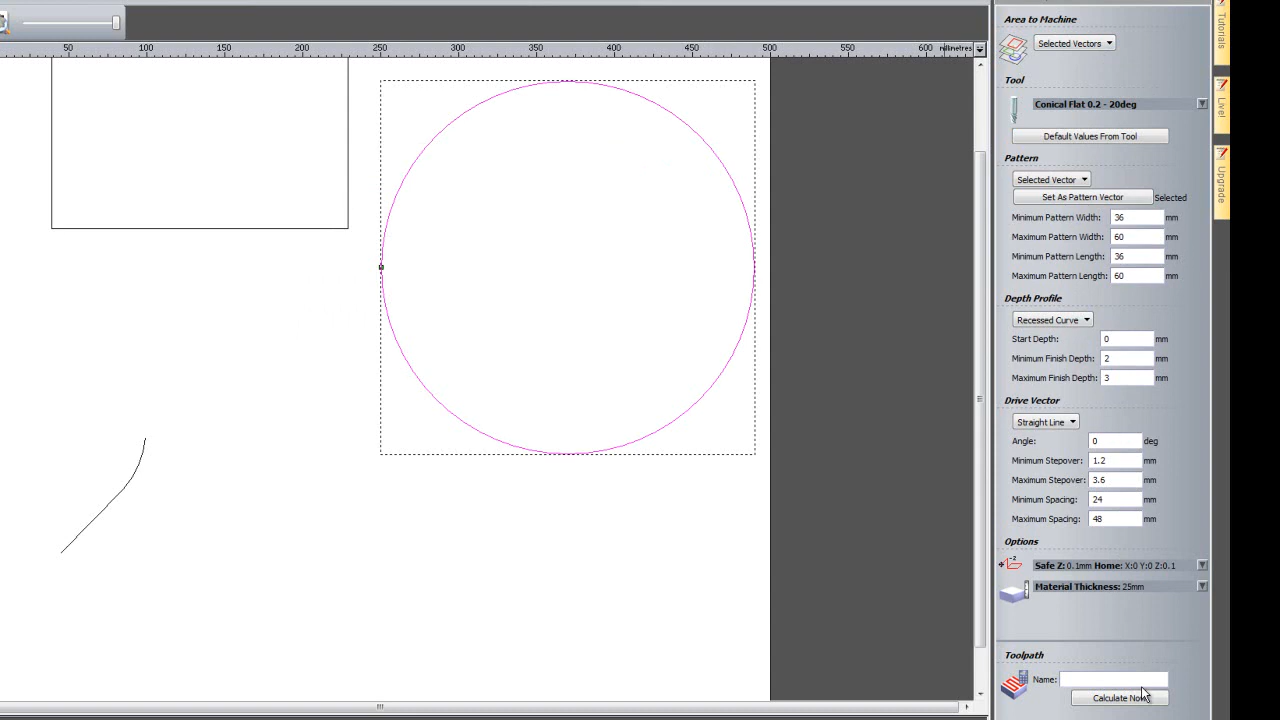 Area to Machine
Selected Vectors
Tool
Conical Flat 0.2 - 20deg
Default Values From Tool
Pattern
Selected Vector
Set As Pattern Vector Selected
Minimum Pattern Width: 36 mm
Maximum Pattern Width: 60 mm
Minimum Pattern Length: 36 mm
Maximum Pattern Length: 60 mm
Depth Profile
Recessed Curve
Start Depth: 0 mm
Minimum Finish Depth: 2 mm
Maximum Finish Depth: 3 mm
Drive Vector
Straight Line
Angle: 0 deg
Minimum Stepover: 1.2 mm
Maximum Stepover: 3.6 mm
Minimum Spacing: 24 mm
Maximum Spacing: 48 mm
Options
Safe Z: 0.1mm Home: X:0 Y:0 Z:0.1
Material Thickness: 25mm
Toolpath
Name:
Calculate Now
50 100 150 200 250 300 350 400 450 500 550 600 millimetres
Tutorials
Live!
Upgrade